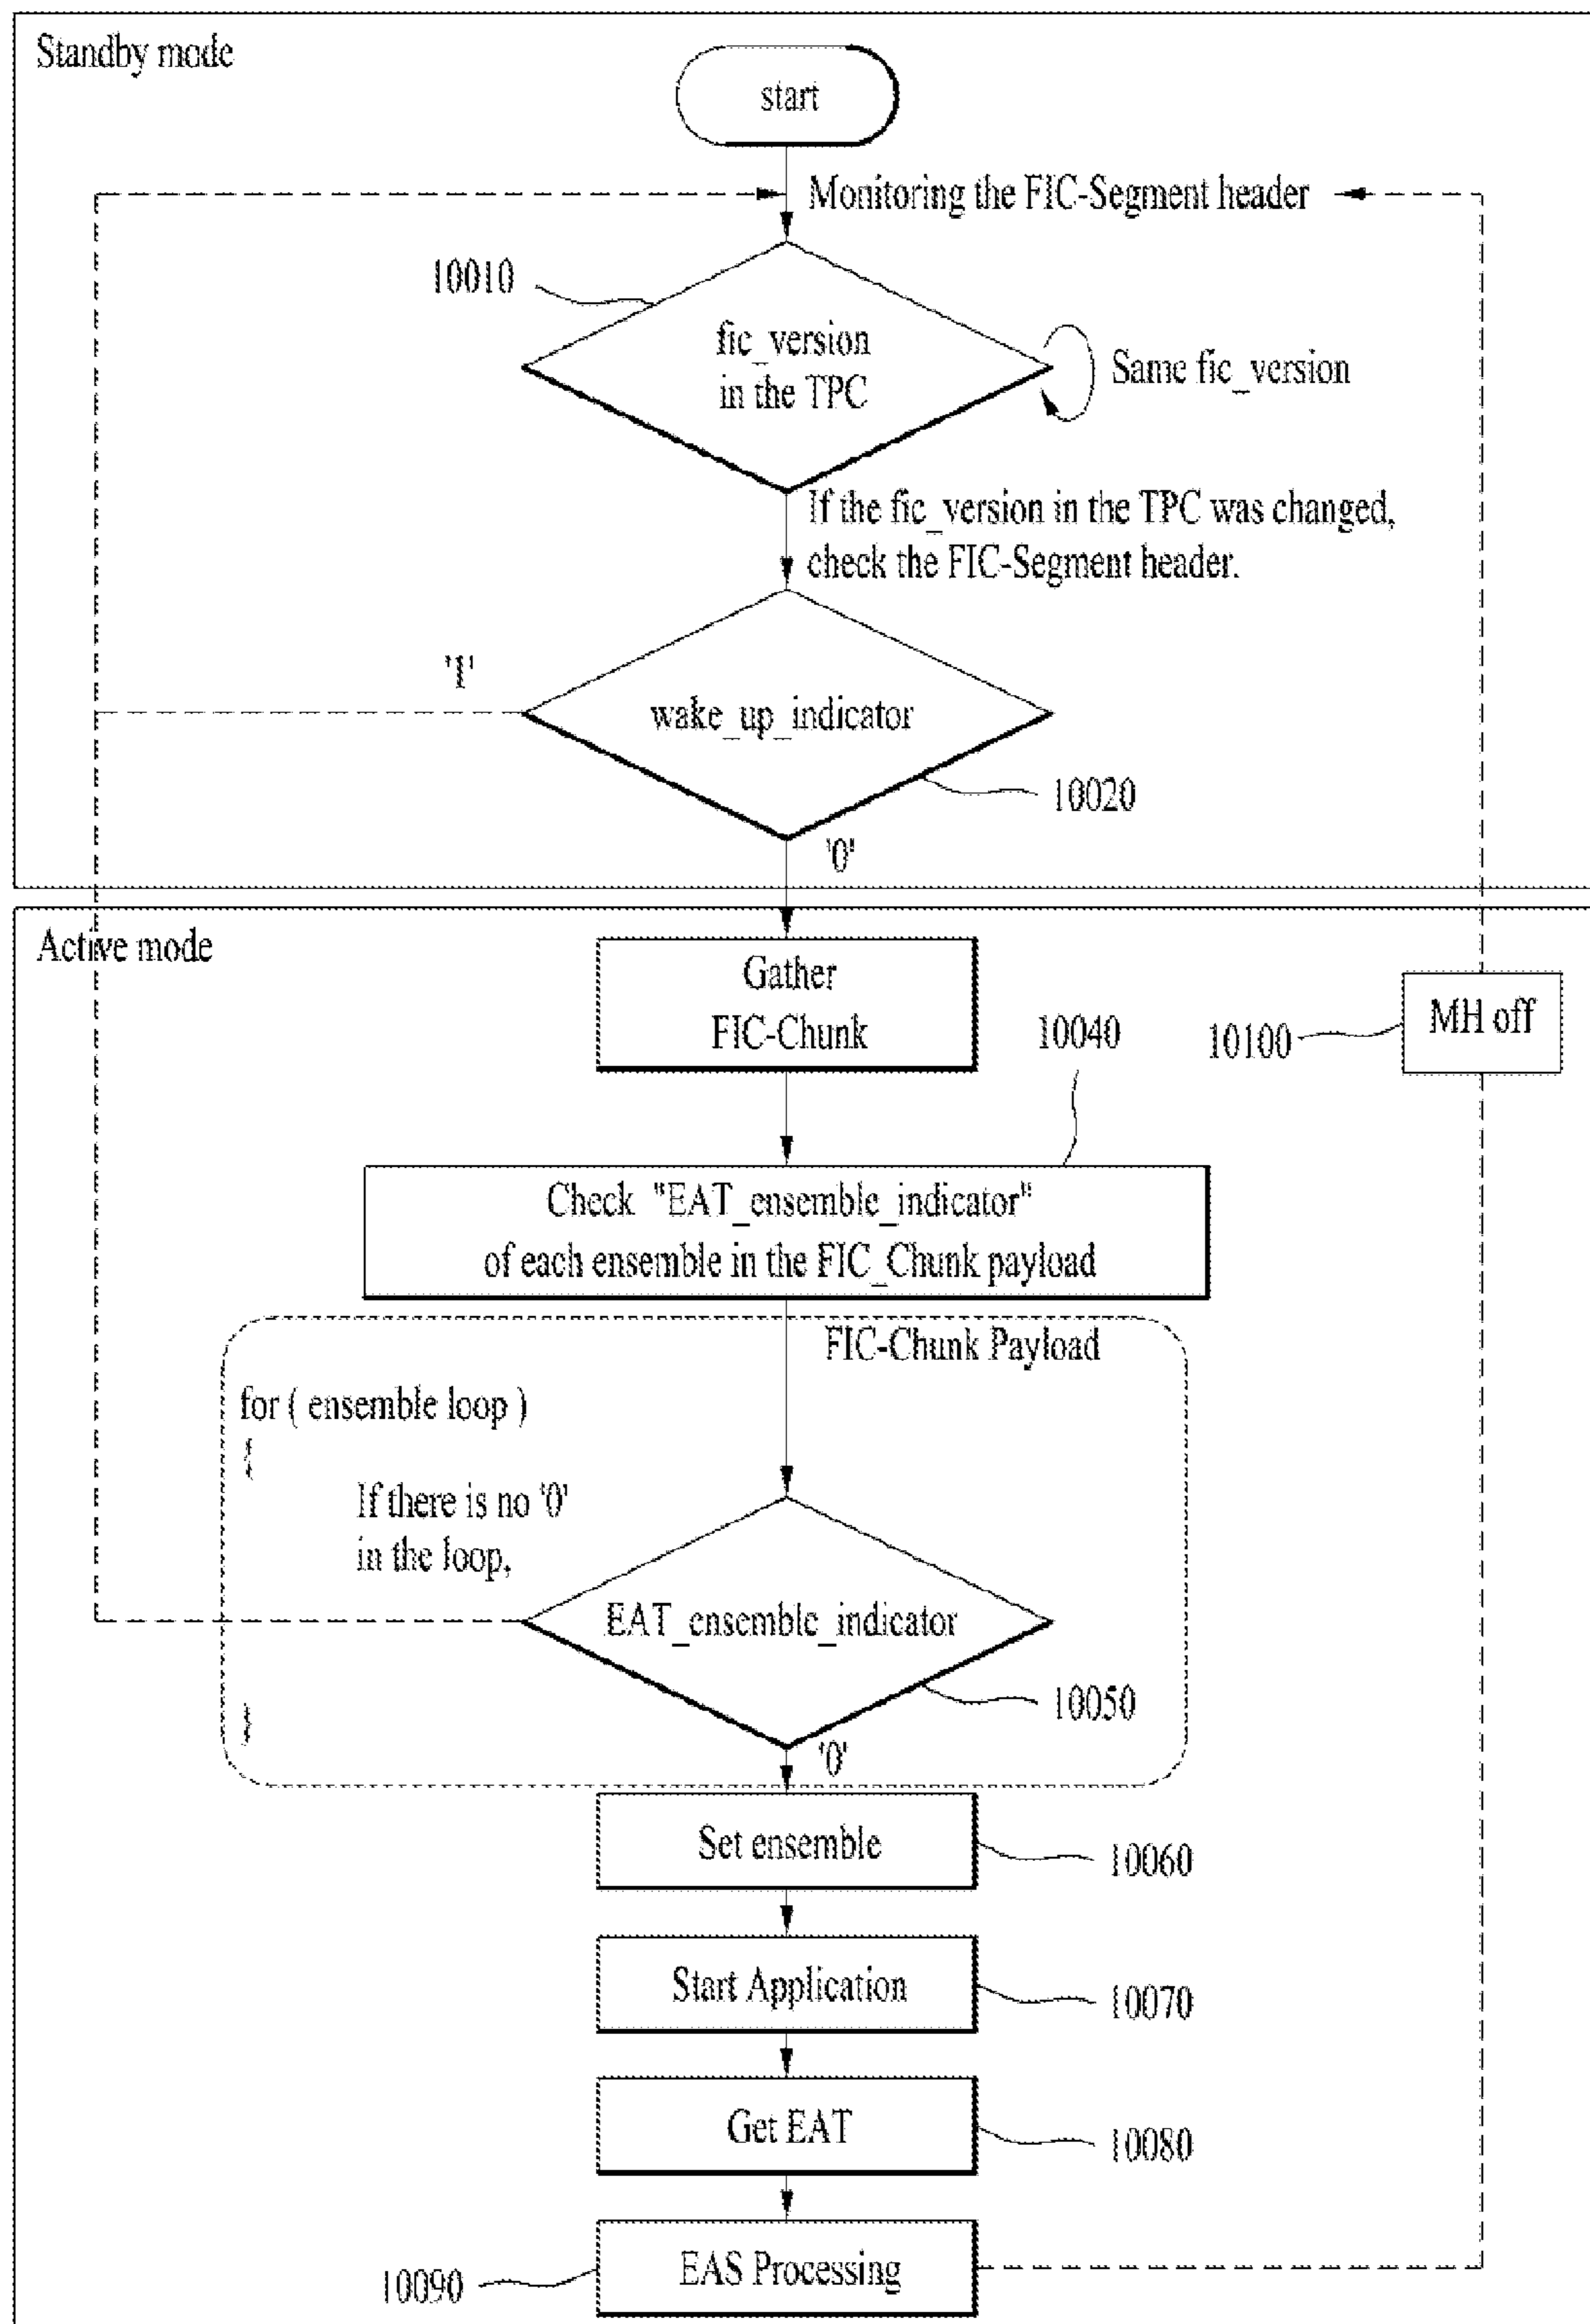 Standby mode
start
Monitoring the FIC-Segment header
10010
fic_version
in the TPC
Same fic_version
If the fic_version in the TPC was changed,
check the FIC-Segment header.
'1'
wake_up_indicator
10020
'0'
Active mode
Gather
FIC-Chunk
10040
10100
MH off
Check "EAT_ensemble_indicator"
of each ensemble in the FIC_Chunk payload
FIC-Chunk Payload
for ( ensemble loop )
{
If there is no '0'
in the loop,
EAT_ensemble_indicator
10050
}
'0'
Set ensemble
10060
Start Application
10070
Get EAT
10080
EAS Processing
10090